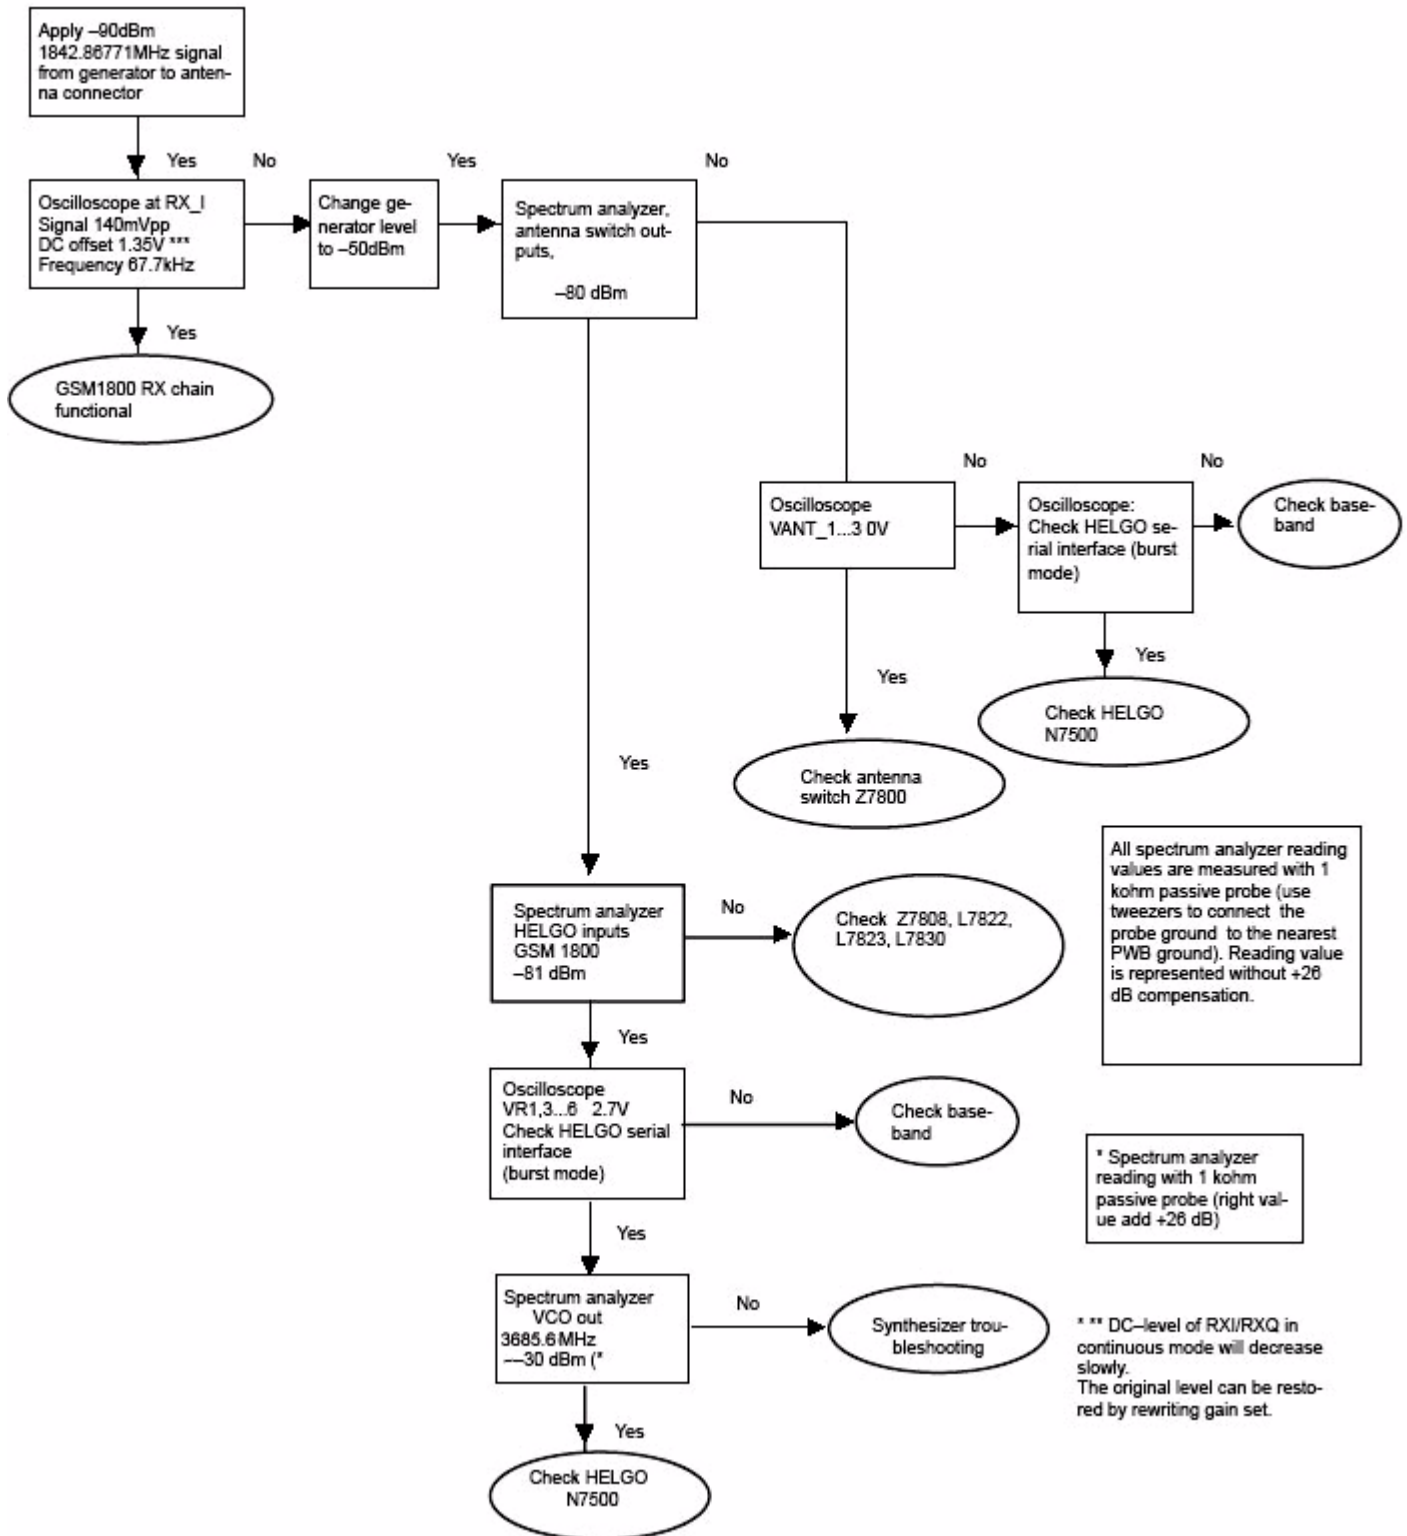 Apply –90dBm
1842.86771MHz signal
from generator to anten-
na connector
Yes
No
Yes
No
Oscilloscope at RX_I
Signal 140mVpp
DC offset 1.35V ***
Frequency 67.7kHz
Change ge-
nerator level
to –50dBm
Spectrum analyzer,
antenna switch out-
puts,
–80 dBm
Yes
GSM1800 RX chain
functional
No
No
Oscilloscope
VANT_1...3 0V
Oscilloscope:
Check HELGO se-
rial interface (burst
mode)
Check base-
band
Yes
Yes
Check HELGO
N7500
Yes
Check antenna
switch Z7800
All spectrum analyzer reading
values are measured with 1
kohm passive probe (use
tweezers to connect the
probe ground to the nearest
PWB ground). Reading value
is represented without +26
dB compensation.
Spectrum analyzer
HELGO inputs
GSM 1800
–81 dBm
No
Check Z7808, L7822,
L7823, L7830
Yes
Oscilloscope
VR1,3...6 2.7V
Check HELGO serial
interface
(burst mode)
No
Check base-
band
* Spectrum analyzer
reading with 1 kohm
passive probe (right val-
ue add +26 dB)
Yes
Spectrum analyzer
VCO out
3685.6MHz
––30 dBm (*
No
Synthesizer trou-
bleshooting
* ** DC–level of RXI/RXQ in
continuous mode will decrease
slowly.
The original level can be resto-
red by rewriting gain set.
Yes
Check HELGO
N7500